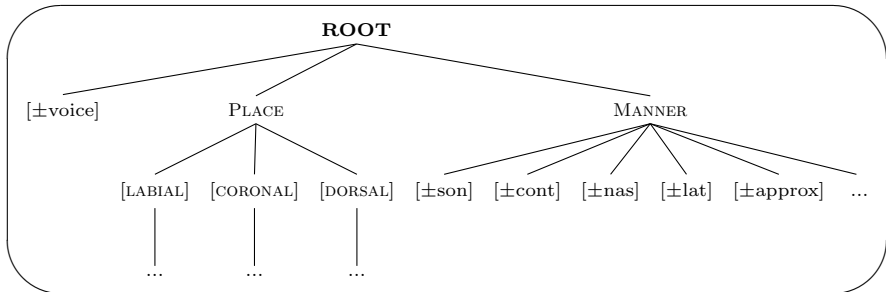 ROOT
[±voice] PLACE MANNER
[LABIAL] [CORONAL] [DORSAL] [±son] [±cont] [±nas] [±lat] [±approx] ...
... ... ...